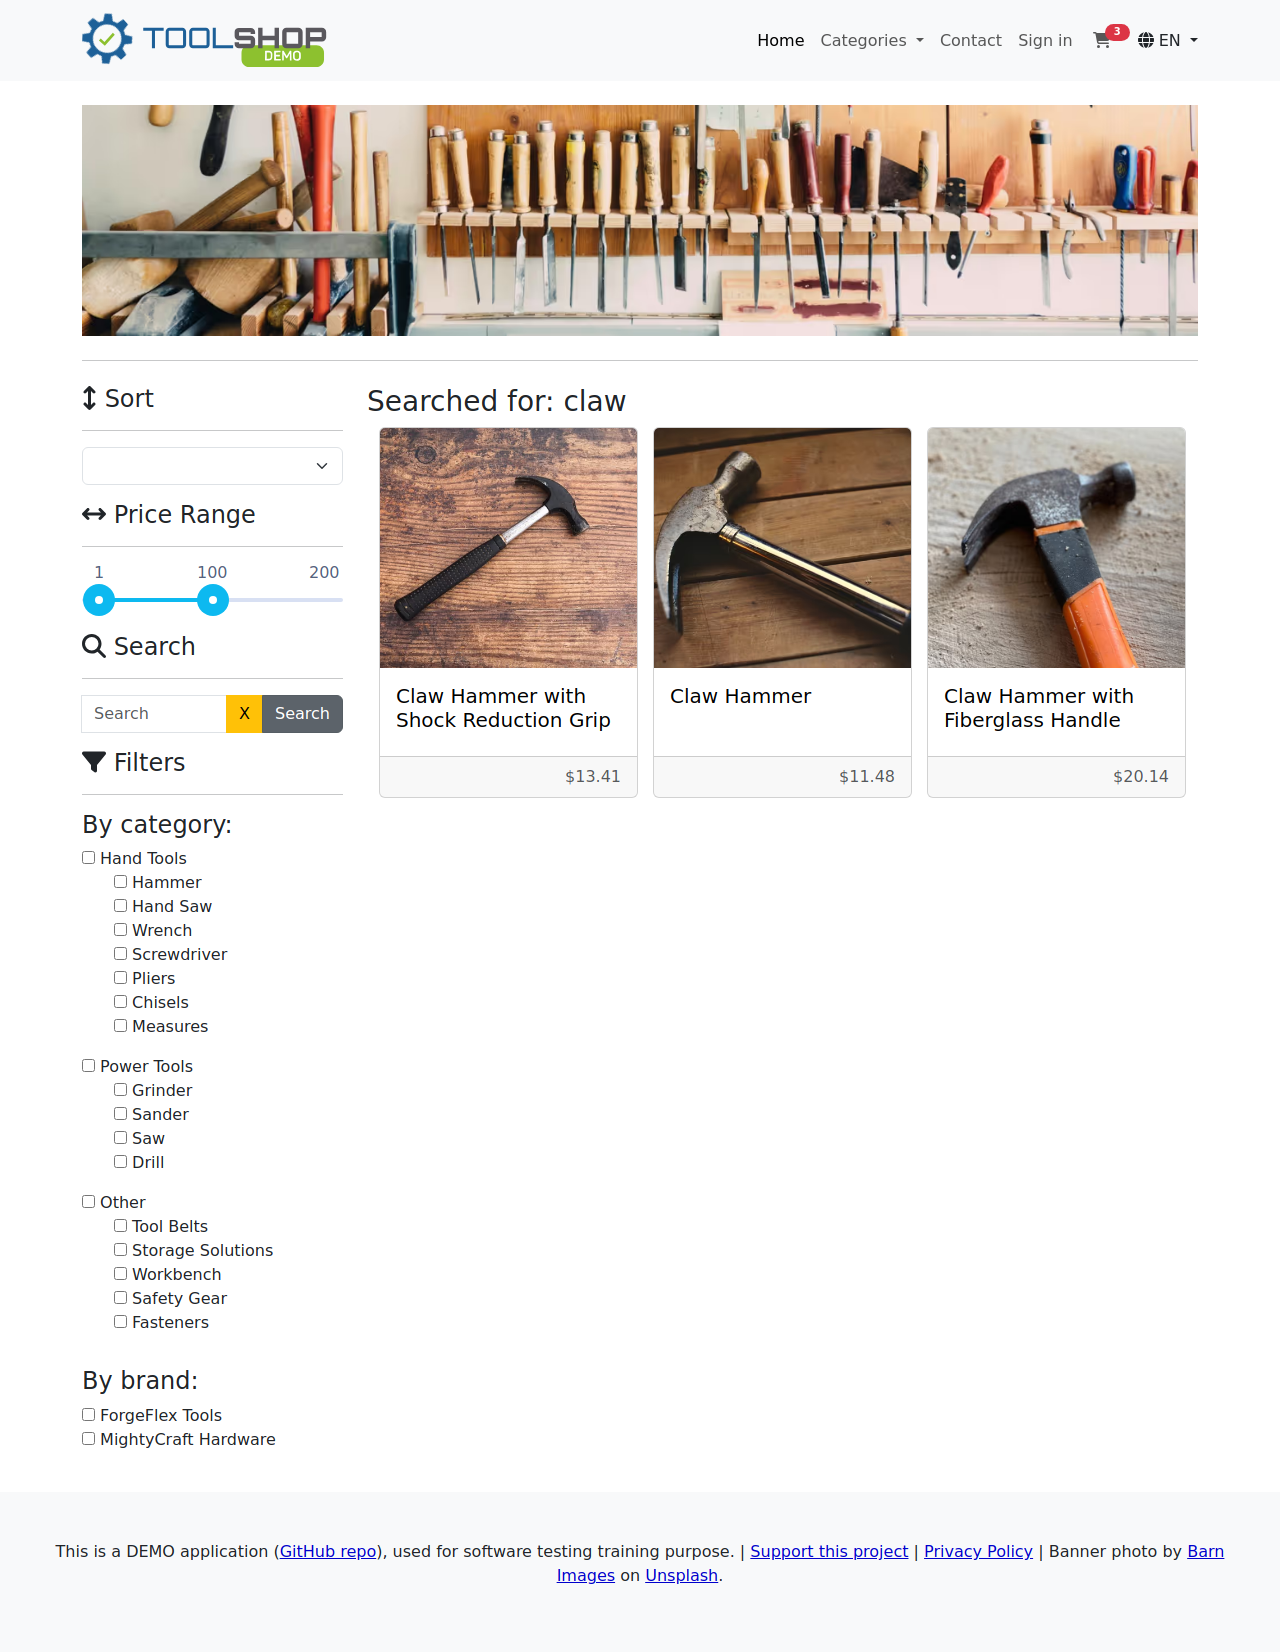 TOOLSHOP
DEMO
Home Categories Contact Sign in 3 EN
Sort
Searched for: claw
Price Range
1 100 200
Search
Search X Search
Claw Hammer with
Shock Reduction Grip
$13.41
Claw Hammer
$11.48
Claw Hammer with
Fiberglass Handle
$20.14
Filters
By category:
Hand Tools
Hammer
Hand Saw
Wrench
Screwdriver
Pliers
Chisels
Measures
Power Tools
Grinder
Sander
Saw
Drill
Other
Tool Belts
Storage Solutions
Workbench
Safety Gear
Fasteners
By brand:
ForgeFlex Tools
MightyCraft Hardware
This is a DEMO application (GitHub repo), used for software testing training purpose. | Support this project | Privacy Policy | Banner photo by Barn
Images on Unsplash.